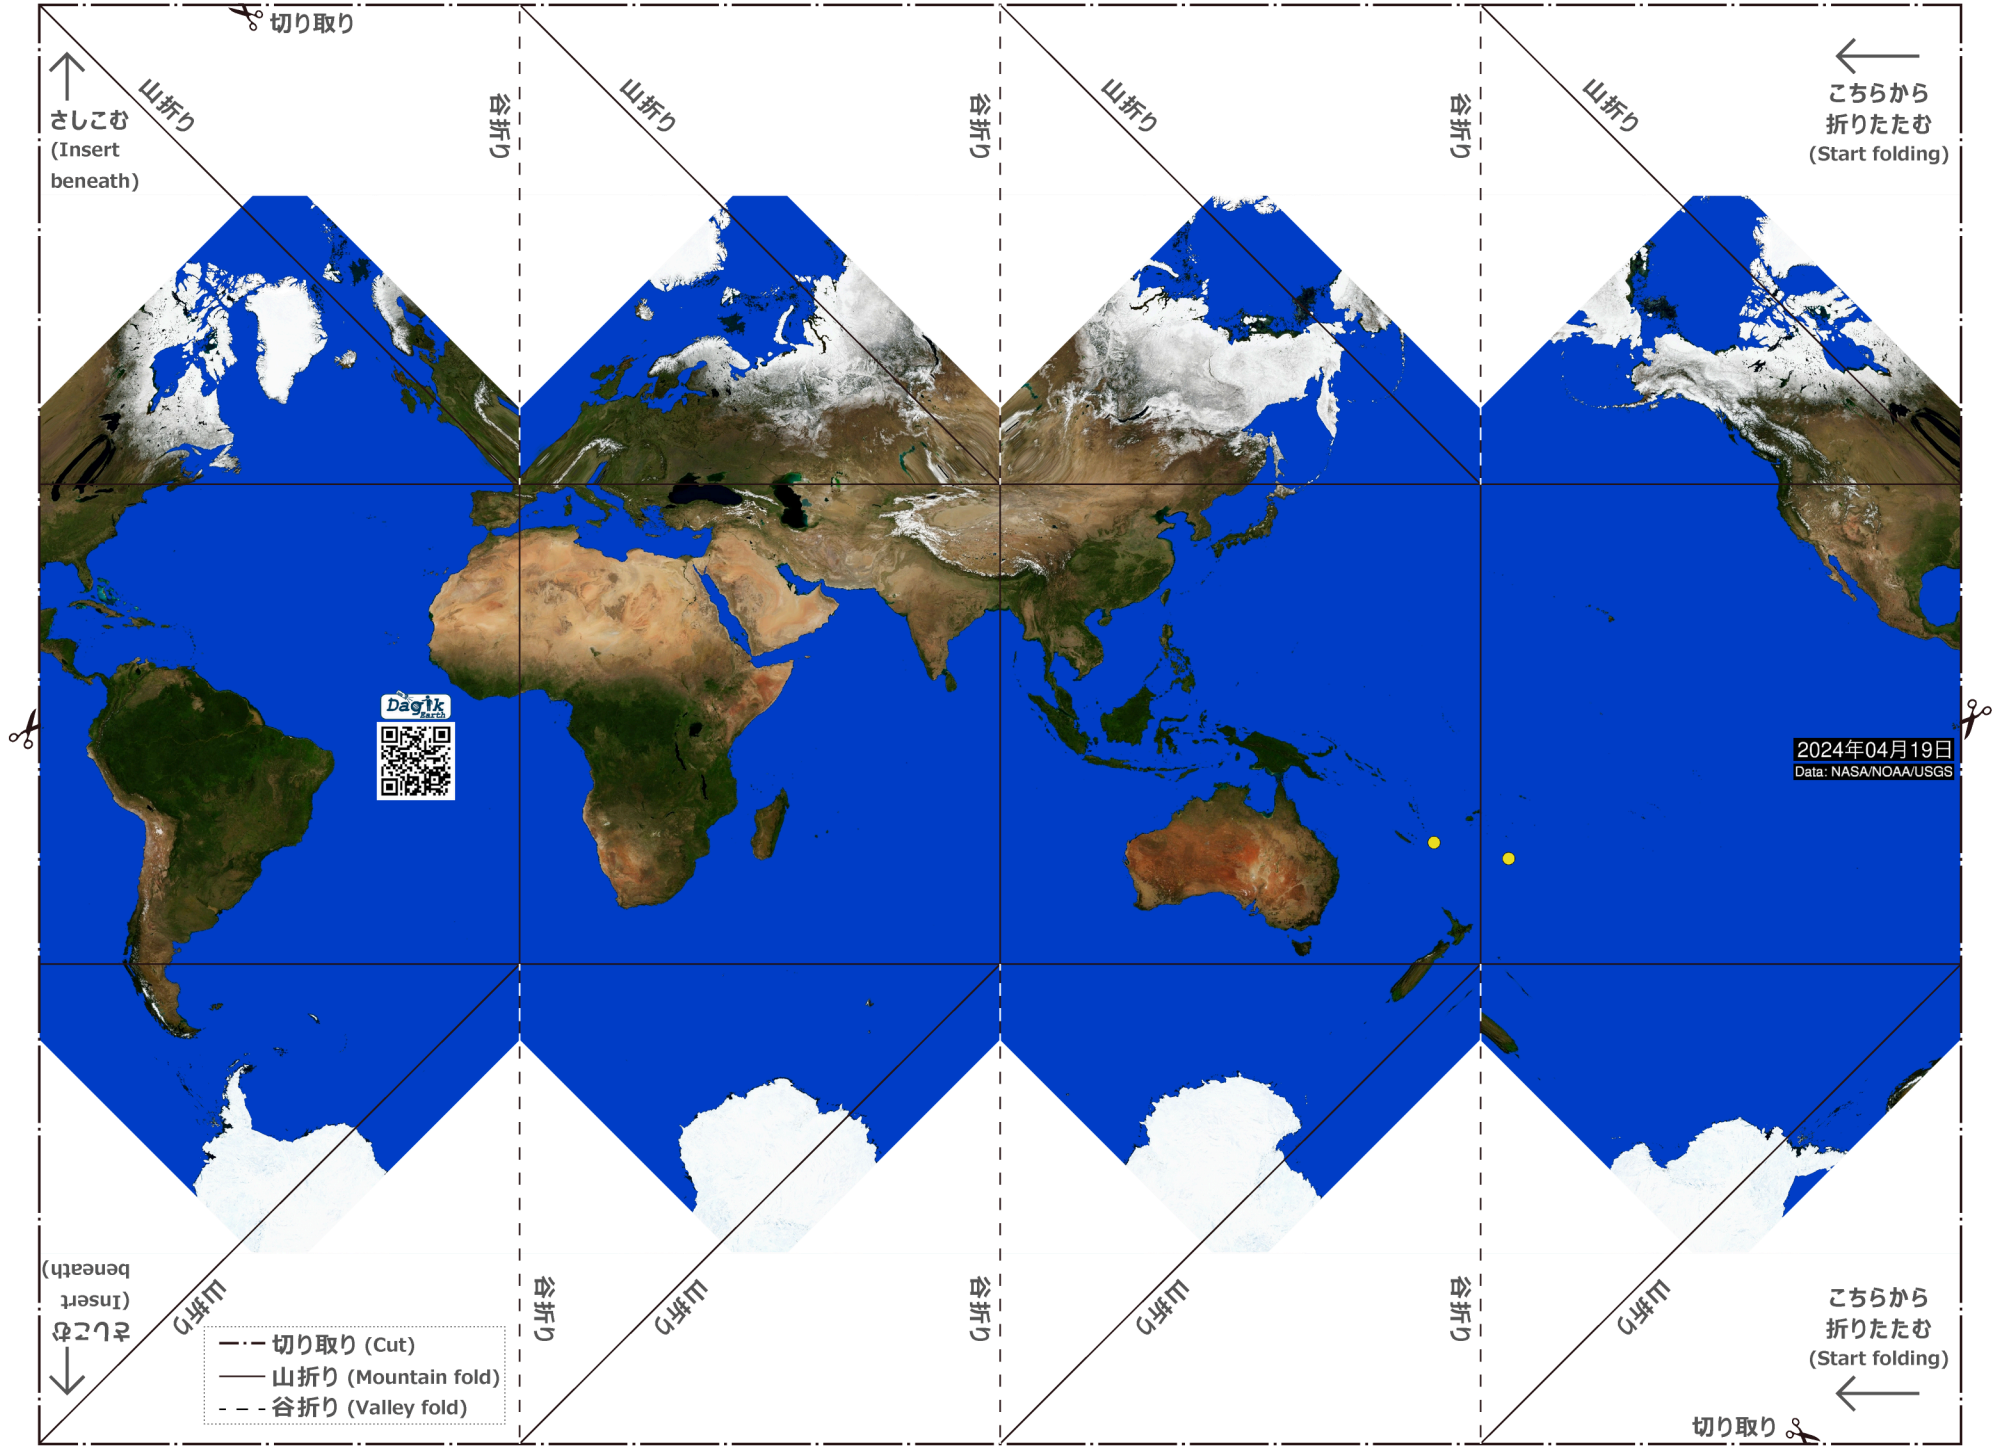 切り取り
さしこむ
(Insert
beneath)
山折り
谷折り
山折り
谷折り
山折り
谷折り
山折り
こちらから
折りたたむ
(Start folding)
Dagik
Earth
2024年04月19日
Data: NASA/NOAA/USGS
さしこむ
(Insert
beneath)
山折り
谷折り
山折り
谷折り
山折り
谷折り
山折り
こちらから
折りたたむ
(Start folding)
切り取り (Cut)
山折り (Mountain fold)
谷折り (Valley fold)
切り取り